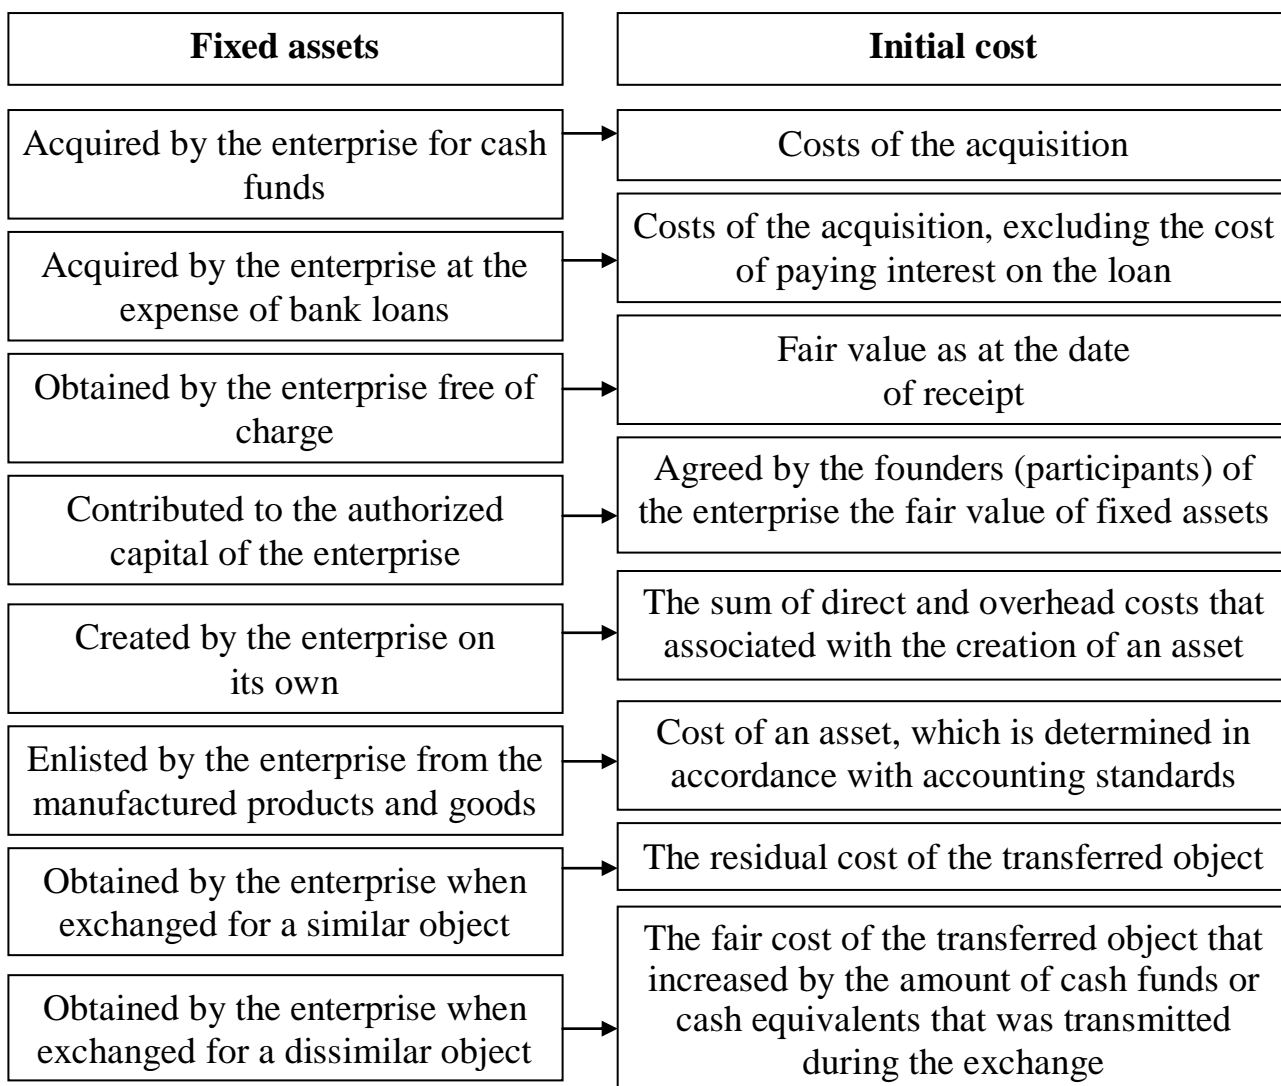 Fixed assets
Initial cost
Acquired by the enterprise for cash
funds
Costs of the acquisition
Acquired by the enterprise at the
expense of bank loans
Costs of the acquisition, excluding the cost
of paying interest on the loan
Obtained by the enterprise free of
charge
Fair value as at the date
of receipt
Contributed to the authorized
capital of the enterprise
Agreed by the founders (participants) of
the enterprise the fair value of fixed assets
Created by the enterprise on
its own
The sum of direct and overhead costs that
associated with the creation of an asset
Enlisted by the enterprise from the
manufactured products and goods
Cost of an asset, which is determined in
accordance with accounting standards
Obtained by the enterprise when
exchanged for a similar object
The residual cost of the transferred object
Obtained by the enterprise when
exchanged for a dissimilar object
The fair cost of the transferred object that
increased by the amount of cash funds or
cash equivalents that was transmitted
during the exchange